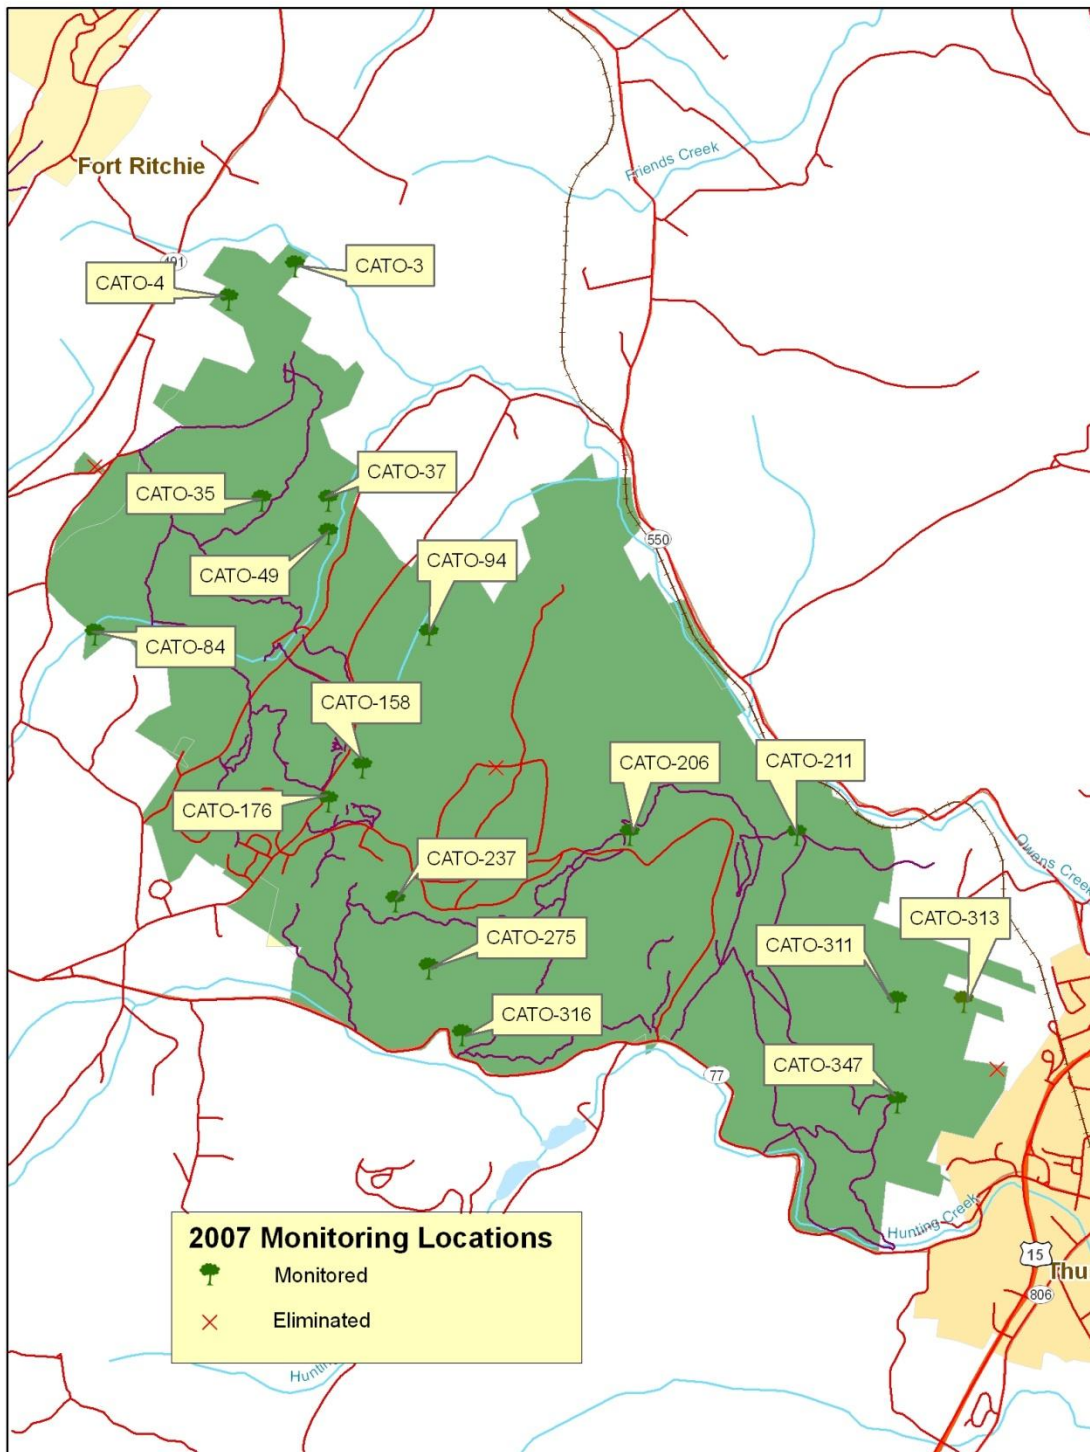 Friends Creek
Fort Ritchie
491
CATO-3
CATO-4
CATO-37
CATO-35
550
CATO-94
CATO-49
CATO-84
CATO-158
CATO-206
CATO-211
CATO-176
Owens Creek
CATO-237
CATO-313
CATO-275
CATO-311
CATO-316
CATO-347
77
Hunting Creek
2007 Monitoring Locations
Monitored
Eliminated
15
Thu
806
Huntin